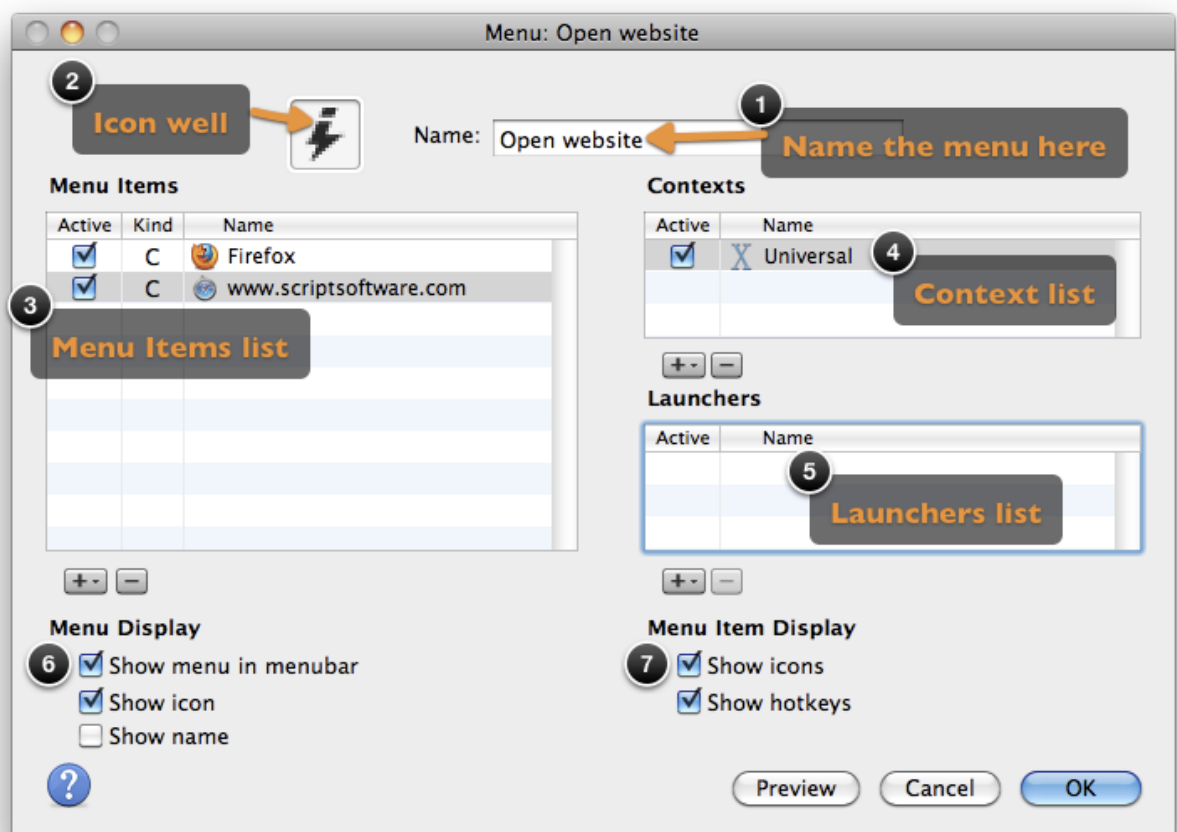 Menu: Open website
2
Icon well
1
Name: Open website
Name the menu here
Menu Items
Active Kind Name
C Firefox
C www.scriptsoftware.com
3
Menu Items list
Contexts
Active Name
X Universal
4
Context list
+ −
Launchers
Active Name
5
Launchers list
+ −
+ −
Menu Display
6
Show menu in menubar
Show icon
Show name
Menu Item Display
7
Show icons
Show hotkeys
?
Preview Cancel OK